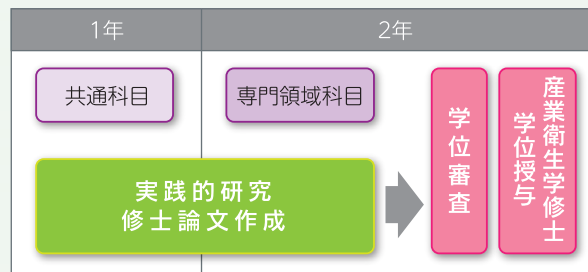 1年
2年
共通科目
専門領域科目
実践的研究
修士論文作成
学位審査
産業衛生学修士
学位授与